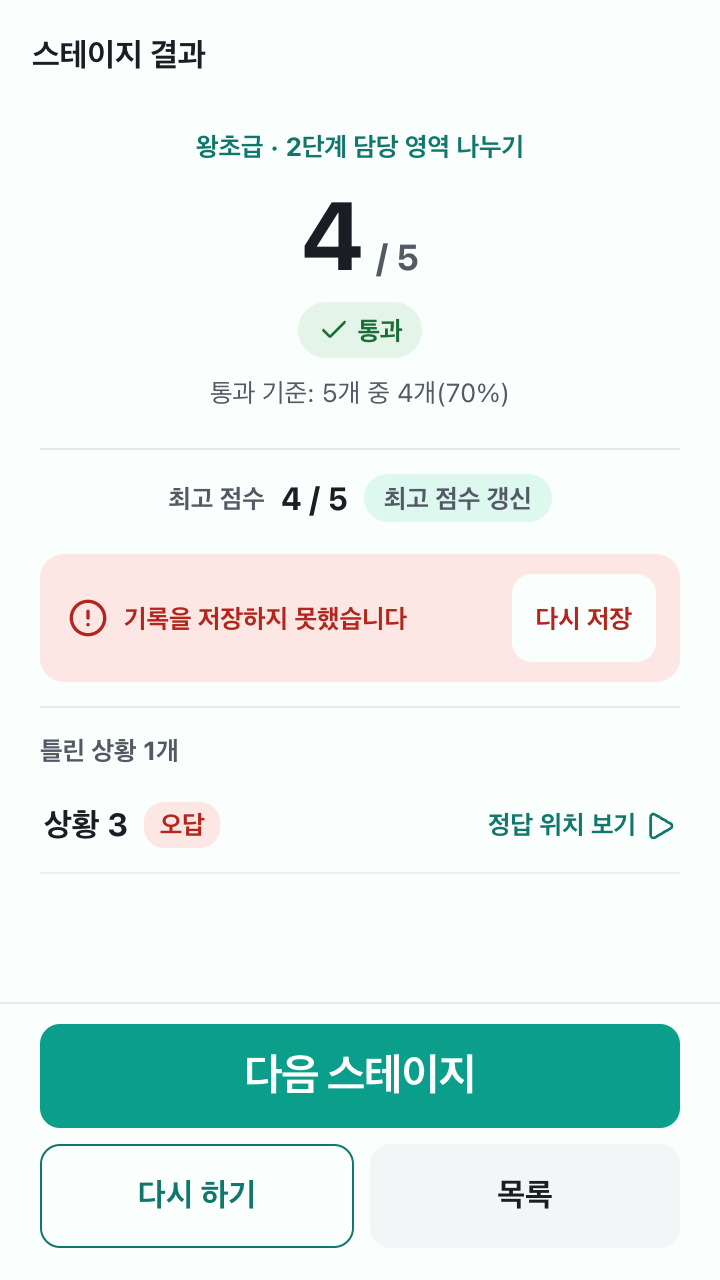 스테이지 결과
왕초급 · 2단계 담당 영역 나누기
4 / 5
통과
통과 기준: 5개 중 4개(70%)
최고 점수 4 / 5 최고 점수 갱신
기록을 저장하지 못했습니다 다시 저장
틀린 상황 1개
상황 3 오답 정답 위치 보기
다음 스테이지
다시 하기 목록